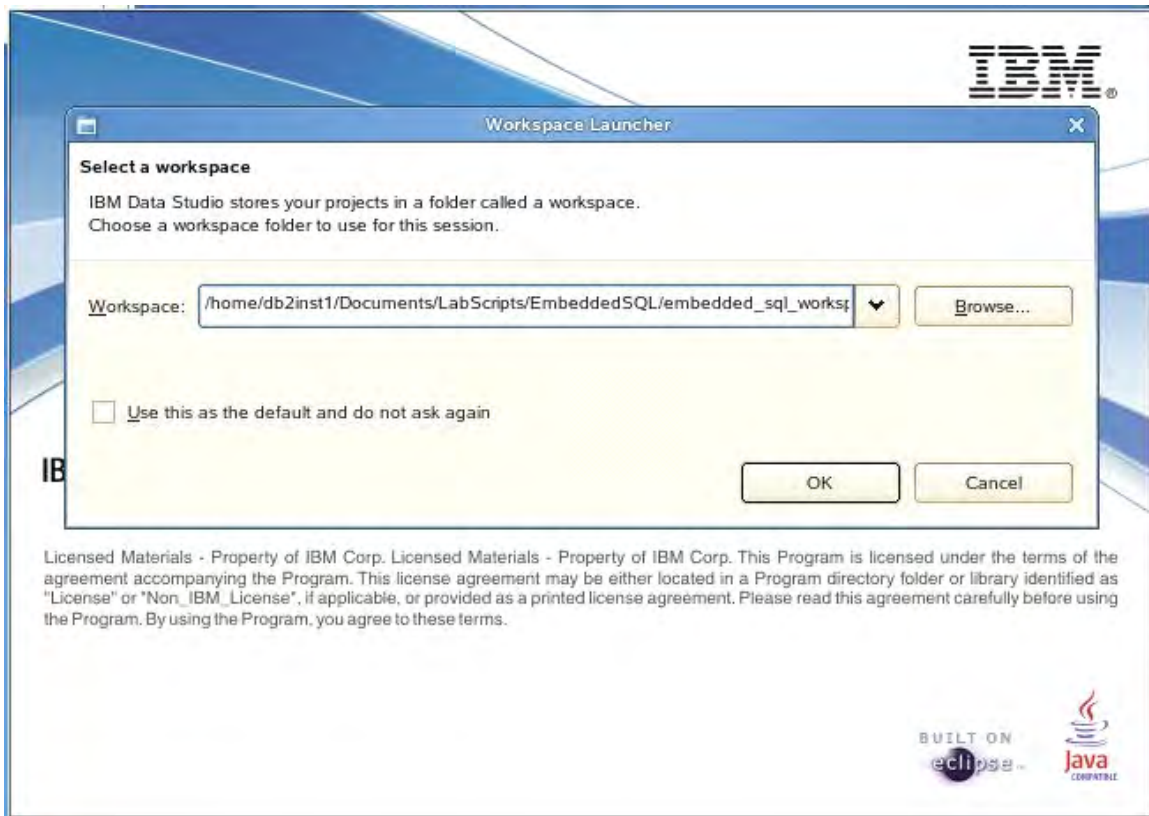 IBM®
Workspace Launcher
Select a workspace
IBM Data Studio stores your projects in a folder called a workspace.
Choose a workspace folder to use for this session.
Workspace: /home/db2inst1/Documents/LabScripts/EmbeddedSQL/embedded_sql_worksp Browse...
Use this as the default and do not ask again
IB
OK Cancel
Licensed Materials - Property of IBM Corp. Licensed Materials - Property of IBM Corp. This Program is licensed under the terms of the
agreement accompanying the Program. This license agreement may be either located in a Program directory folder or library identified as
"License" or "Non_IBM_License", if applicable, or provided as a printed license agreement. Please read this agreement carefully before using
the Program. By using the Program, you agree to these terms.
BUILT ON
eclipse™
Java
COMPATIBLE